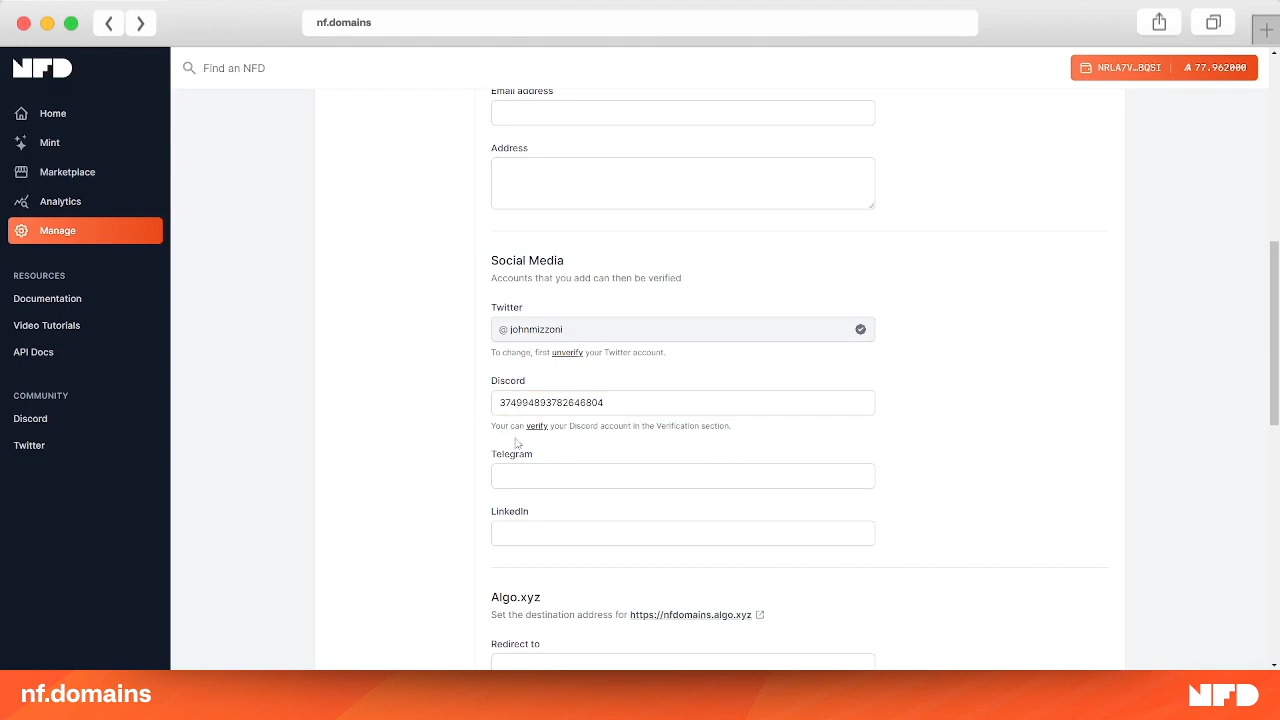 nf.domains
NFD
Find an NFD
NRLA7V...BQSI
77.962000
Home
Mint
Marketplace
Analytics
Manage
RESOURCES
Documentation
Video Tutorials
API Docs
COMMUNITY
Discord
Twitter
Email address
Address
Social Media
Accounts that you add can then be verified
Twitter
@ johnmizzoni
To change, first unverify your Twitter account.
Discord
374994893782646804
Your can verify your Discord account in the Verification section.
Telegram
LinkedIn
Algo.xyz
Set the destination address for https://nfdomains.algo.xyz
Redirect to
nf.domains
NFD